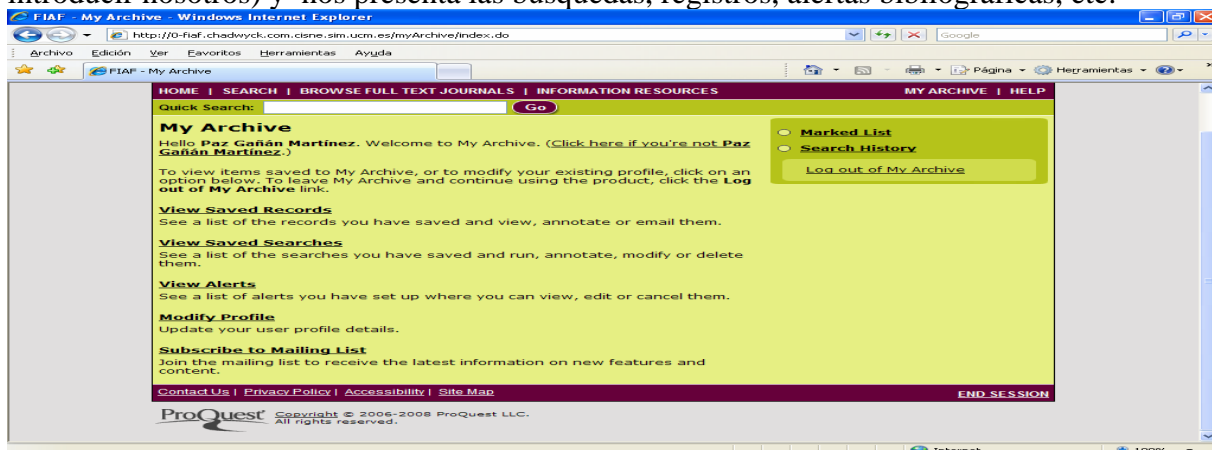 introducir nosotros) y nos presenta las búsquedas, registros, alertas bibliográficas, etc.
FIAF - My Archive - Windows Internet Explorer
http://0-fiaf.chadwyck.com.cisne.sim.ucm.es/myArchive/index.do
Google
Archivo Edición Ver Favoritos Herramientas Ayuda
FIAF - My Archive
Página Herramientas
HOME | SEARCH | BROWSE FULL TEXT JOURNALS | INFORMATION RESOURCES MY ARCHIVE | HELP
Quick Search: Go
My Archive
Hello Paz Gañán Martínez. Welcome to My Archive. (Click here if you're not Paz
Gañán Martínez.)
To view items saved to My Archive, or to modify your existing profile, click on an
option below. To leave My Archive and continue using the product, click the Log
out of My Archive link.
View Saved Records
See a list of the records you have saved and view, annotate or email them.
View Saved Searches
See a list of the searches you have saved and run, annotate, modify or delete
them.
View Alerts
See a list of alerts you have set up where you can view, edit or cancel them.
Modify Profile
Update your user profile details.
Subscribe to Mailing List
Join the mailing list to receive the latest information on new features and
content.
Marked List
Search History
Log out of My Archive
Contact Us | Privacy Policy | Accessibility | Site Map END SESSION
ProQuest Copyright © 2006-2008 ProQuest LLC.
All rights reserved.
Internet 100%